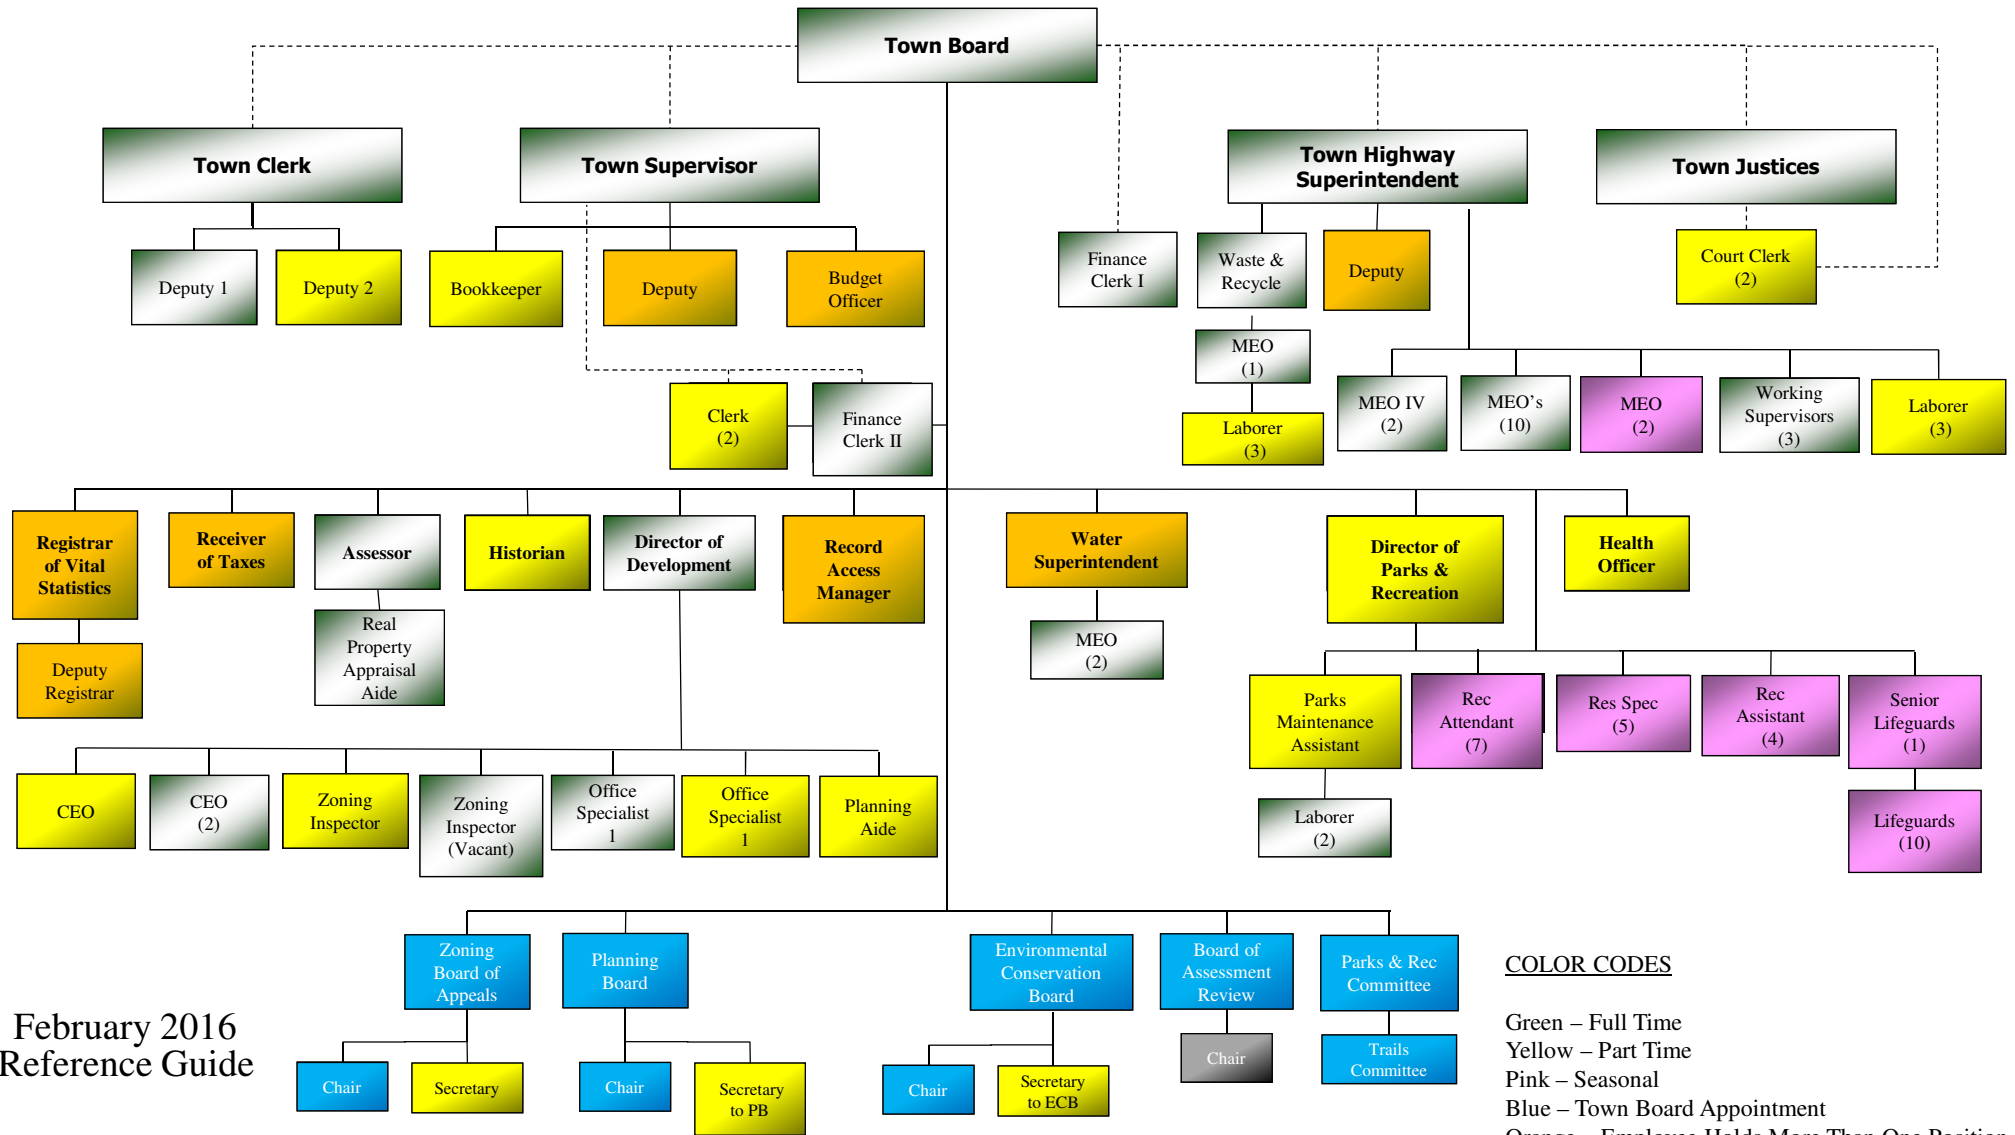 Town Board
Town Clerk
Town Supervisor
Town Highway
Superintendent
Town Justices
Deputy 1
Deputy 2
Bookkeeper
Deputy
Budget
Officer
Finance
Clerk I
Waste &
Recycle
Deputy
Court Clerk
(2)
MEO
(1)
Laborer
(3)
Clerk
(2)
Finance
Clerk II
MEO IV
(2)
MEO's
(10)
MEO
(2)
Working
Supervisors
(3)
Laborer
(3)
Registrar
of Vital
Statistics
Receiver
of Taxes
Assessor
Historian
Director of
Development
Record
Access
Manager
Water
Superintendent
Director of
Parks &
Recreation
Health
Officer
Deputy
Registrar
Real
Property
Appraisal
Aide
MEO
(2)
Parks
Maintenance
Assistant
Rec
Attendant
(7)
Res Spec
(5)
Rec
Assistant
(4)
Senior
Lifeguards
(1)
CEO
CEO
(2)
Zoning
Inspector
Zoning
Inspector
(Vacant)
Office
Specialist
1
Office
Specialist
1
Planning
Aide
Laborer
(2)
Lifeguards
(10)
Zoning
Board of
Appeals
Planning
Board
Environmental
Conservation
Board
Board of
Assessment
Review
Parks & Rec
Committee
Chair
Secretary
Chair
Secretary
to PB
Chair
Secretary
to ECB
Chair
Trails
Committee
February 2016
Reference Guide
COLOR CODES
Green – Full Time
Yellow – Part Time
Pink – Seasonal
Blue – Town Board Appointment
Orange – Employee Holds More Than One Position